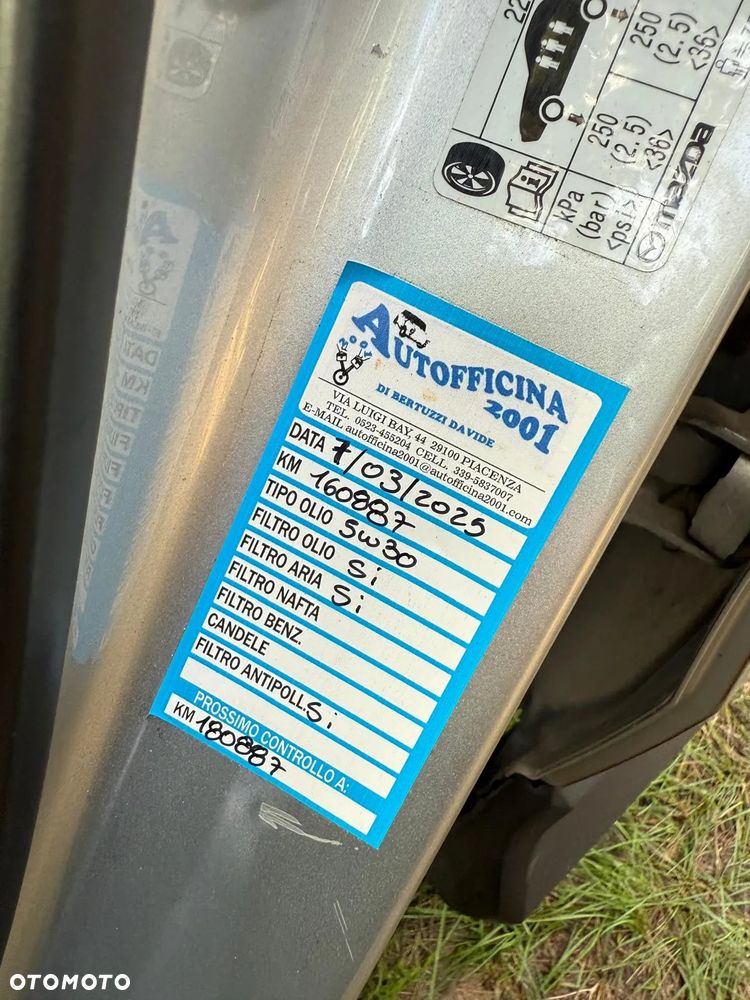 22
250
(2.5)
<36>
250
(2.5)
<36>
kPa
(bar)
<psi>
mazda
AUTOFFICINA
2001
DI BERTUZZI DAVIDE
VIA LUIGI BAY, 44 29100 PIACENZA
TEL. 0523-455204 CELL. 339-5837007
E-MAIL autofficina2001@autofficina2001.com
DATA 7/03/2025
KM 160887
TIPO OLIO 5W30
FILTRO OLIO Si
FILTRO ARIA Si
FILTRO NAFTA
FILTRO BENZ.
CANDELE
FILTRO ANTIPOLL. Si
PROSSIMO CONTROLLO A:
KM 180887
OTOMOTO